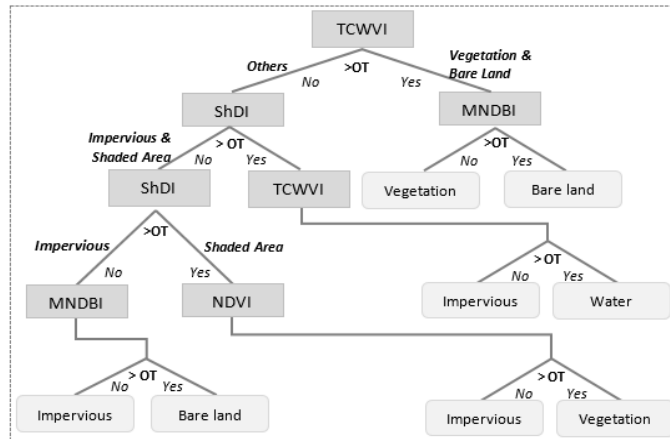 TCWVI
Others
Vegetation &
Bare Land
>OT
No
Yes
ShDI
MNDBI
Impervious &
Shaded Area
> OT
No
Yes
>OT
No
Yes
ShDI
TCWVI
Vegetation
Bare land
Impervious
>OT
Shaded Area
No
Yes
> OT
No
Yes
MNDBI
NDVI
Impervious
Water
> OT
No
Yes
> OT
No
Yes
Impervious
Bare land
Impervious
Vegetation